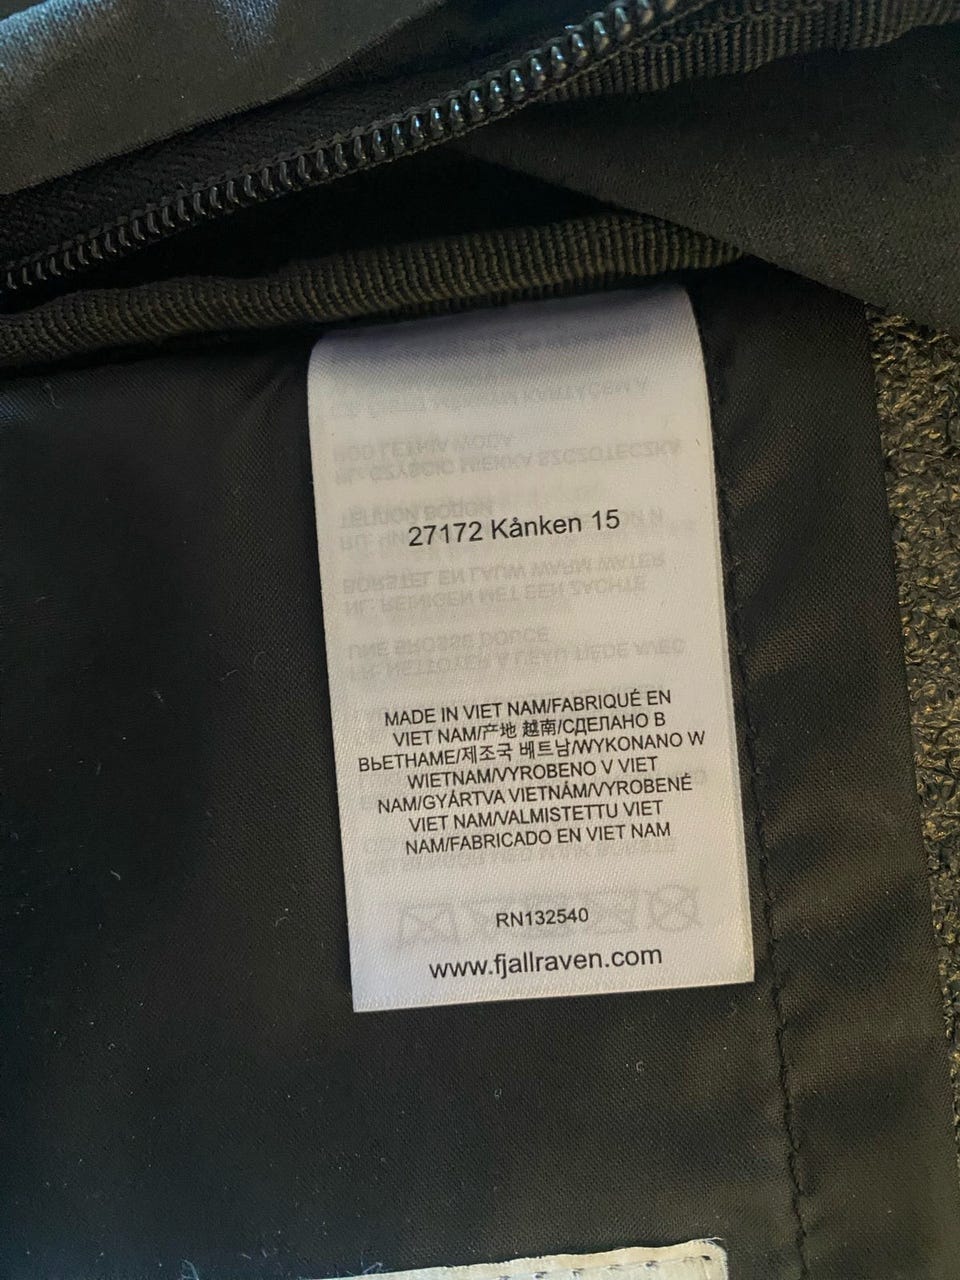 27172 Kånken 15
MADE IN VIET NAM/FABRIQUÉ EN
VIET NAM/产地 越南/СДЕЛАНО В
ВЬЕТНАМЕ/제조국 베트남/WYKONANO W
WIETNAM/VYROBENO V VIET
NAM/GYÁRTVA VIETNÁM/VYROBENÉ
VIET NAM/VALMISTETTU VIET
NAM/FABRICADO EN VIET NAM
RN132540
www.fjallraven.com